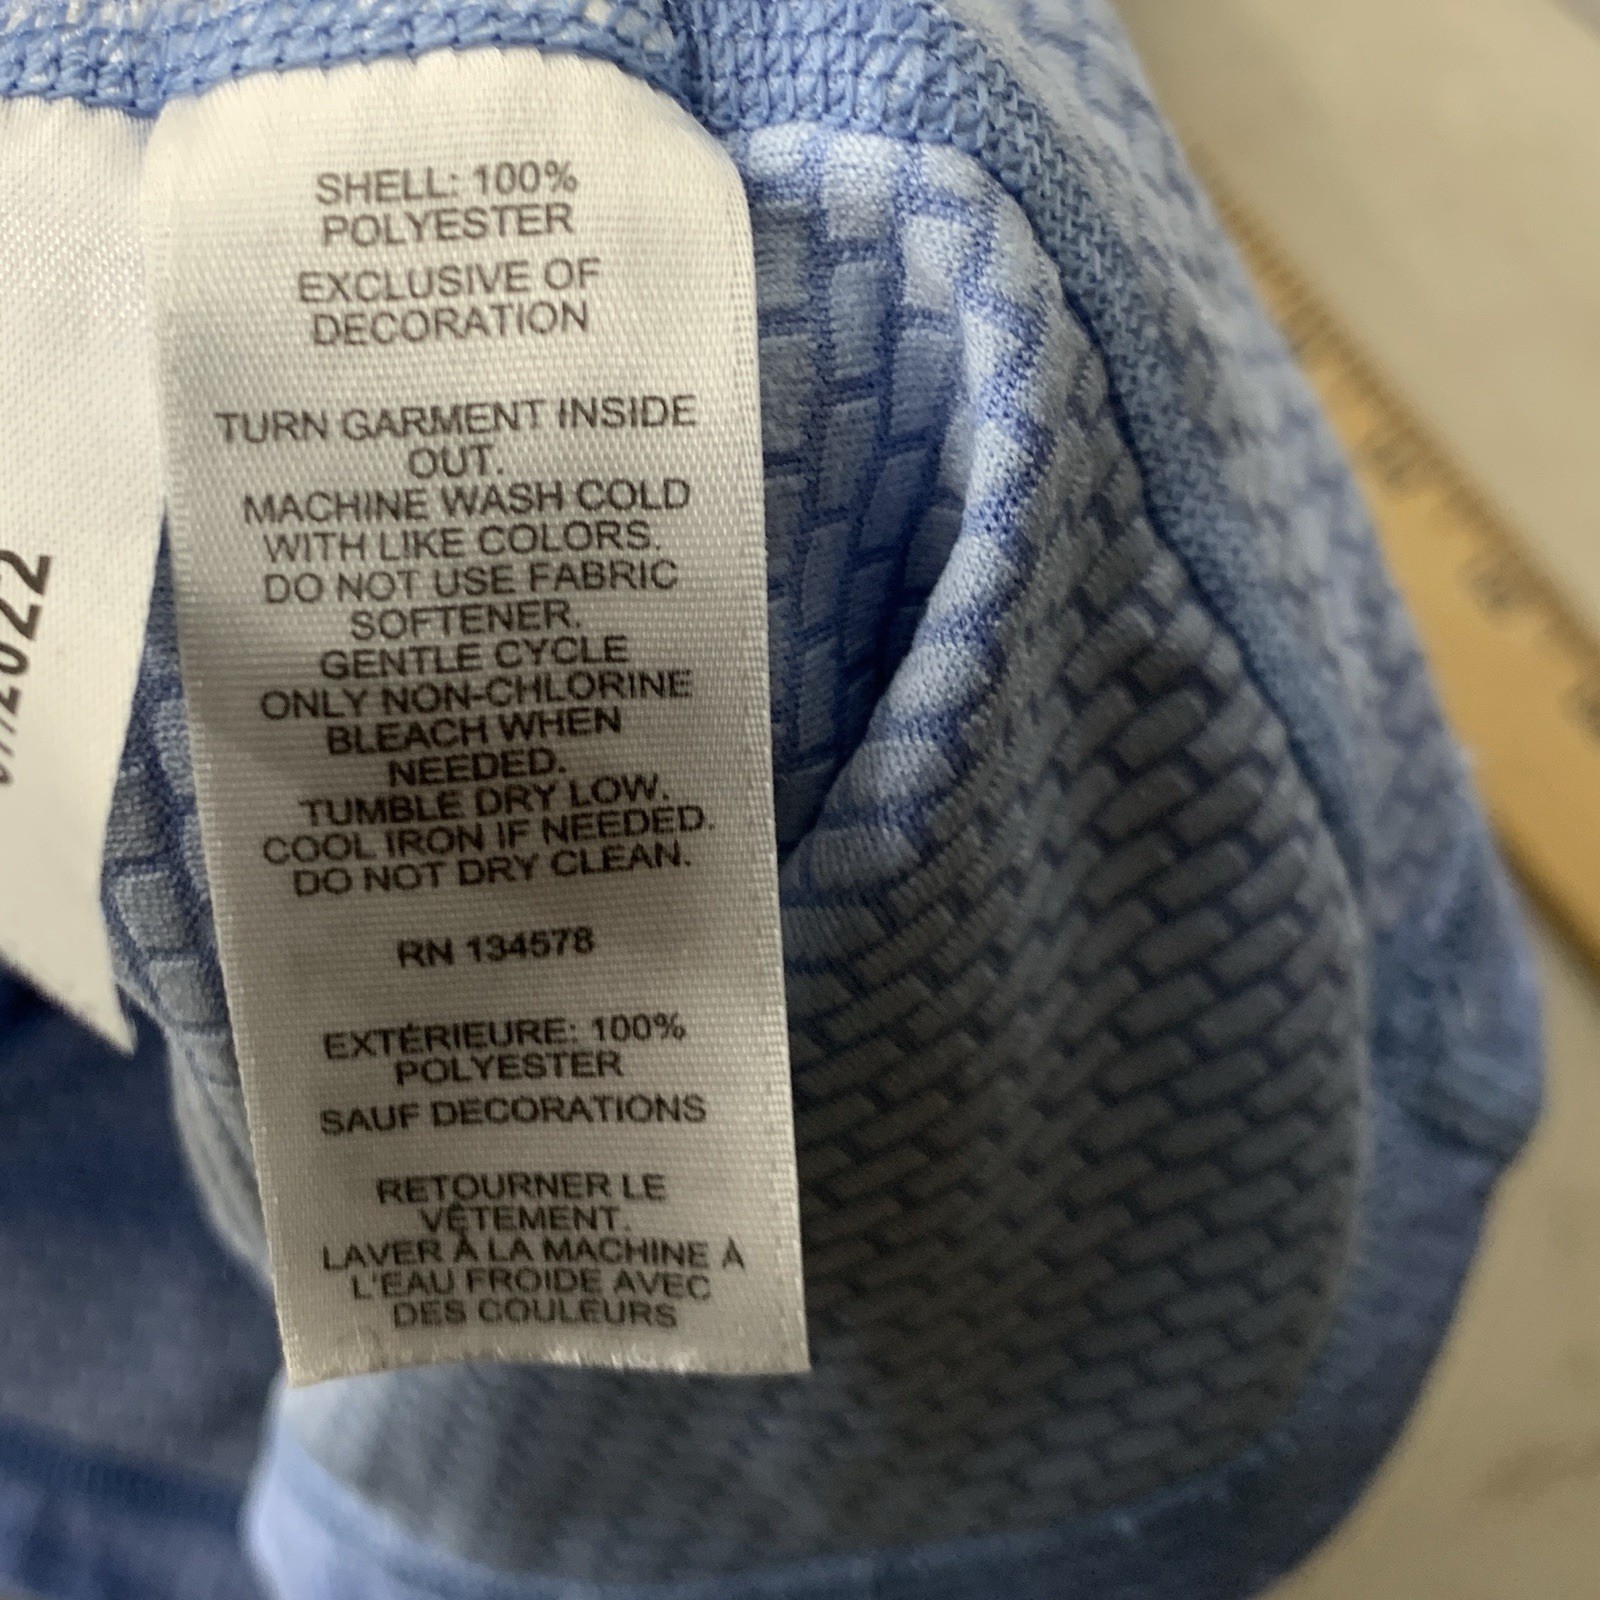 SHELL: 100%
POLYESTER
EXCLUSIVE OF
DECORATION
TURN GARMENT INSIDE
OUT.
MACHINE WASH COLD
WITH LIKE COLORS.
DO NOT USE FABRIC
SOFTENER.
GENTLE CYCLE
ONLY NON-CHLORINE
BLEACH WHEN
NEEDED.
TUMBLE DRY LOW.
COOL IRON IF NEEDED.
DO NOT DRY CLEAN.
RN 134578
EXTÉRIEURE: 100%
POLYESTER
SAUF DECORATIONS
RETOURNER LE
VÊTEMENT.
LAVER À LA MACHINE À
L'EAU FROIDE AVEC
DES COULEURS